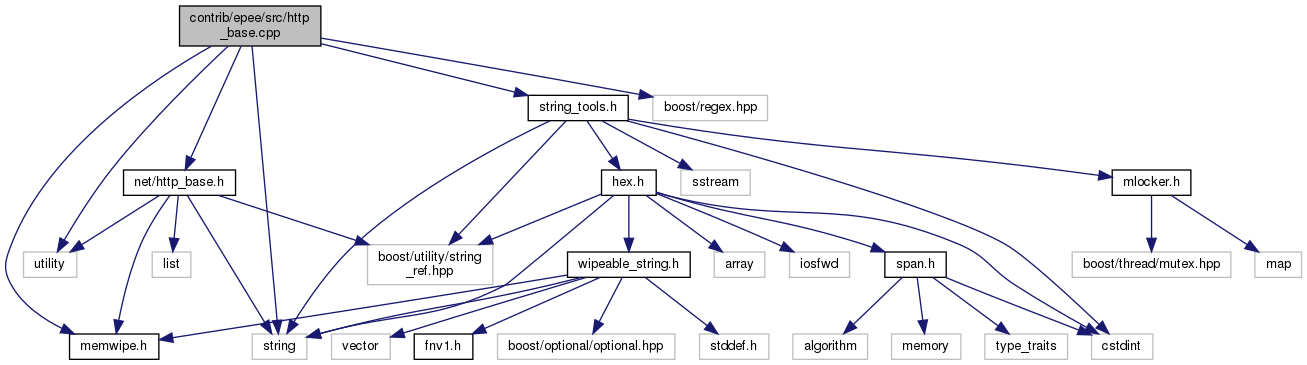 contrib/epee/src/http
_base.cpp
string_tools.h
boost/regex.hpp
net/http_base.h
hex.h
sstream
mlocker.h
utility
list
boost/utility/string
_ref.hpp
wipeable_string.h
array
iosfwd
span.h
boost/thread/mutex.hpp
map
memwipe.h
string
vector
fnv1.h
boost/optional/optional.hpp
stddef.h
algorithm
memory
type_traits
cstdint